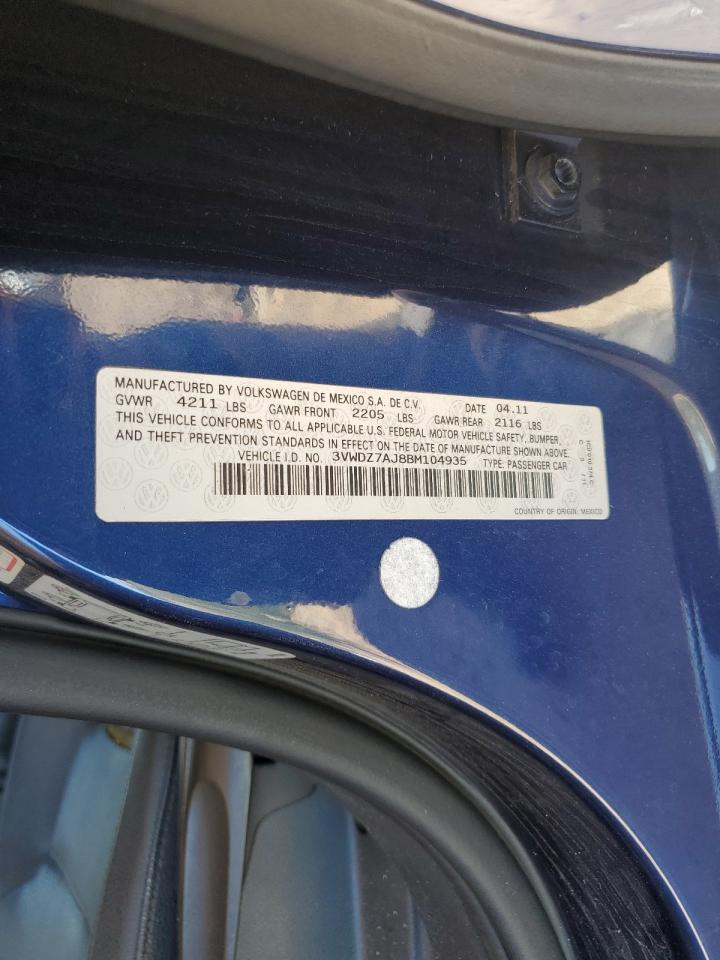 MANUFACTURED BY VOLKSWAGEN DE MEXICO S.A. DE C.V.
GVWR 4211 LBS GAWR FRONT 2205 LBS DATE 04.11 GAWR REAR 2116 LBS
THIS VEHICLE CONFORMS TO ALL APPLICABLE U.S. FEDERAL MOTOR VEHICLE SAFETY, BUMPER,
AND THEFT PREVENTION STANDARDS IN EFFECT ON THE DATE OF MANUFACTURE SHOWN ABOVE.
VEHICLE I.D. NO. 3VWDZ7AJ8BM104935 TYPE: PASSENGER CAR
COUNTRY OF ORIGIN: MEXICO